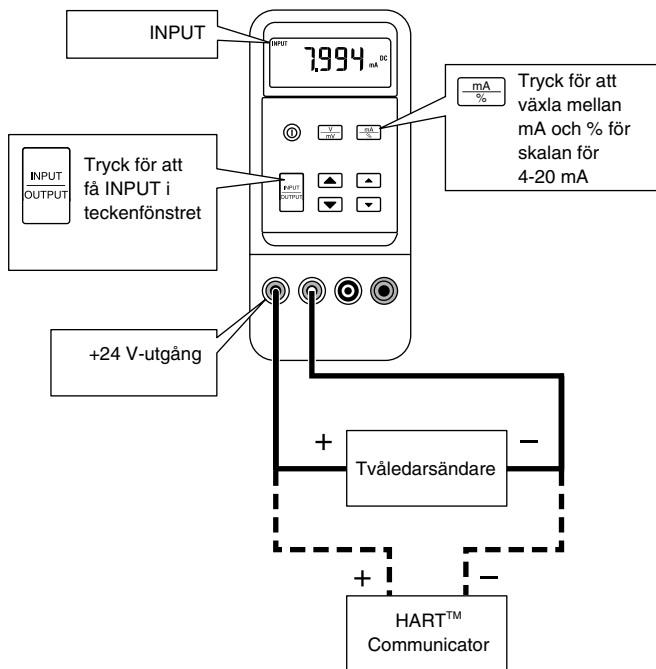 INPUT
INPUT
7.994 mA DC
mA
%
Tryck för att
växla mellan
mA och % för
skalan för
4-20 mA
V
mV
mA
%
INPUT
OUTPUT
Tryck för att
få INPUT i
teckenfönstret
INPUT
OUTPUT
+24 V-utgång
+
−
Tvåledarsändare
+
−
HART™
Communicator